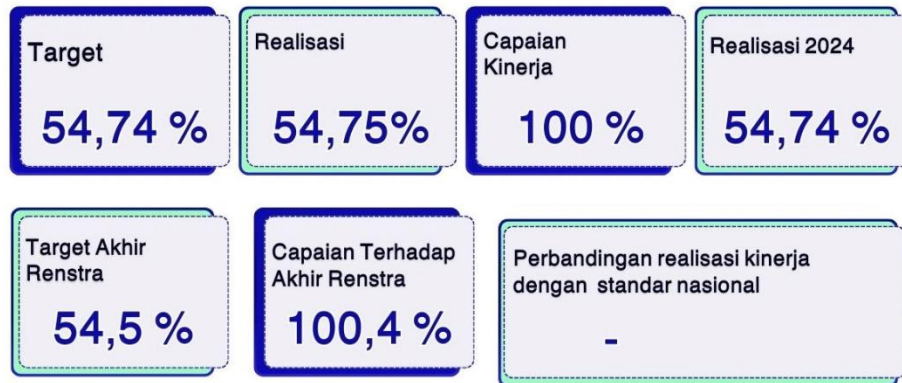 Target
54,74 %
Realisasi
54,75%
Capaian
Kinerja
100 %
Realisasi 2024
54,74 %
Target Akhir
Renstra
54,5 %
Capaian Terhadap
Akhir Renstra
100,4 %
Perbandingan realisasi kinerja
dengan standar nasional
-